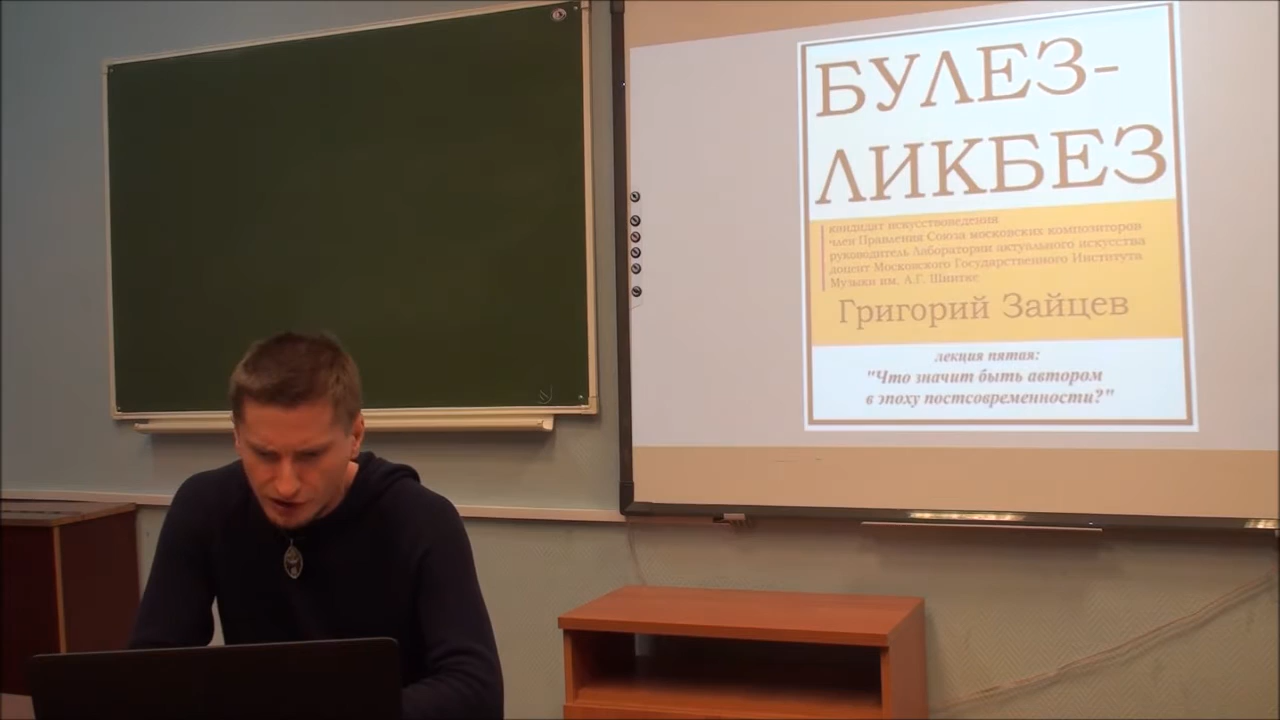 БУЛЕЗ-
ЛИКБЕЗ
кандидат искусствоведения
член Правления Союза московских композиторов
руководитель Лаборатории актуального искусства
доцент Московского Государственного Института
Музыки им. А.Г. Шнитке
Григорий Зайцев
лекция пятая:
"Что значит быть автором
в эпоху постсовременности?"